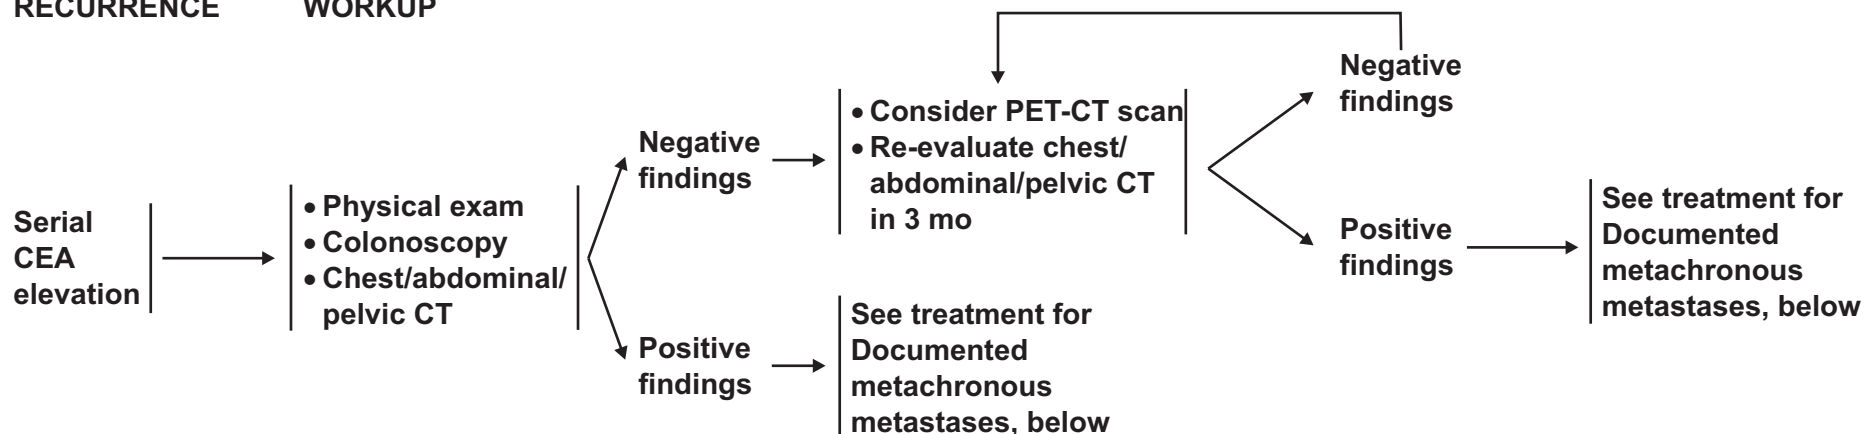 RECURRENCE
WORKUP
Serial
CEA
elevation
• Physical exam
• Colonoscopy
• Chest/abdominal/
pelvic CT
Negative
findings
• Consider PET-CT scan
• Re-evaluate chest/
abdominal/pelvic CT
in 3 mo
Negative
findings
Positive
findings
See treatment for
Documented
metachronous
metastases, below
Positive
findings
See treatment for
Documented
metachronous
metastases, below